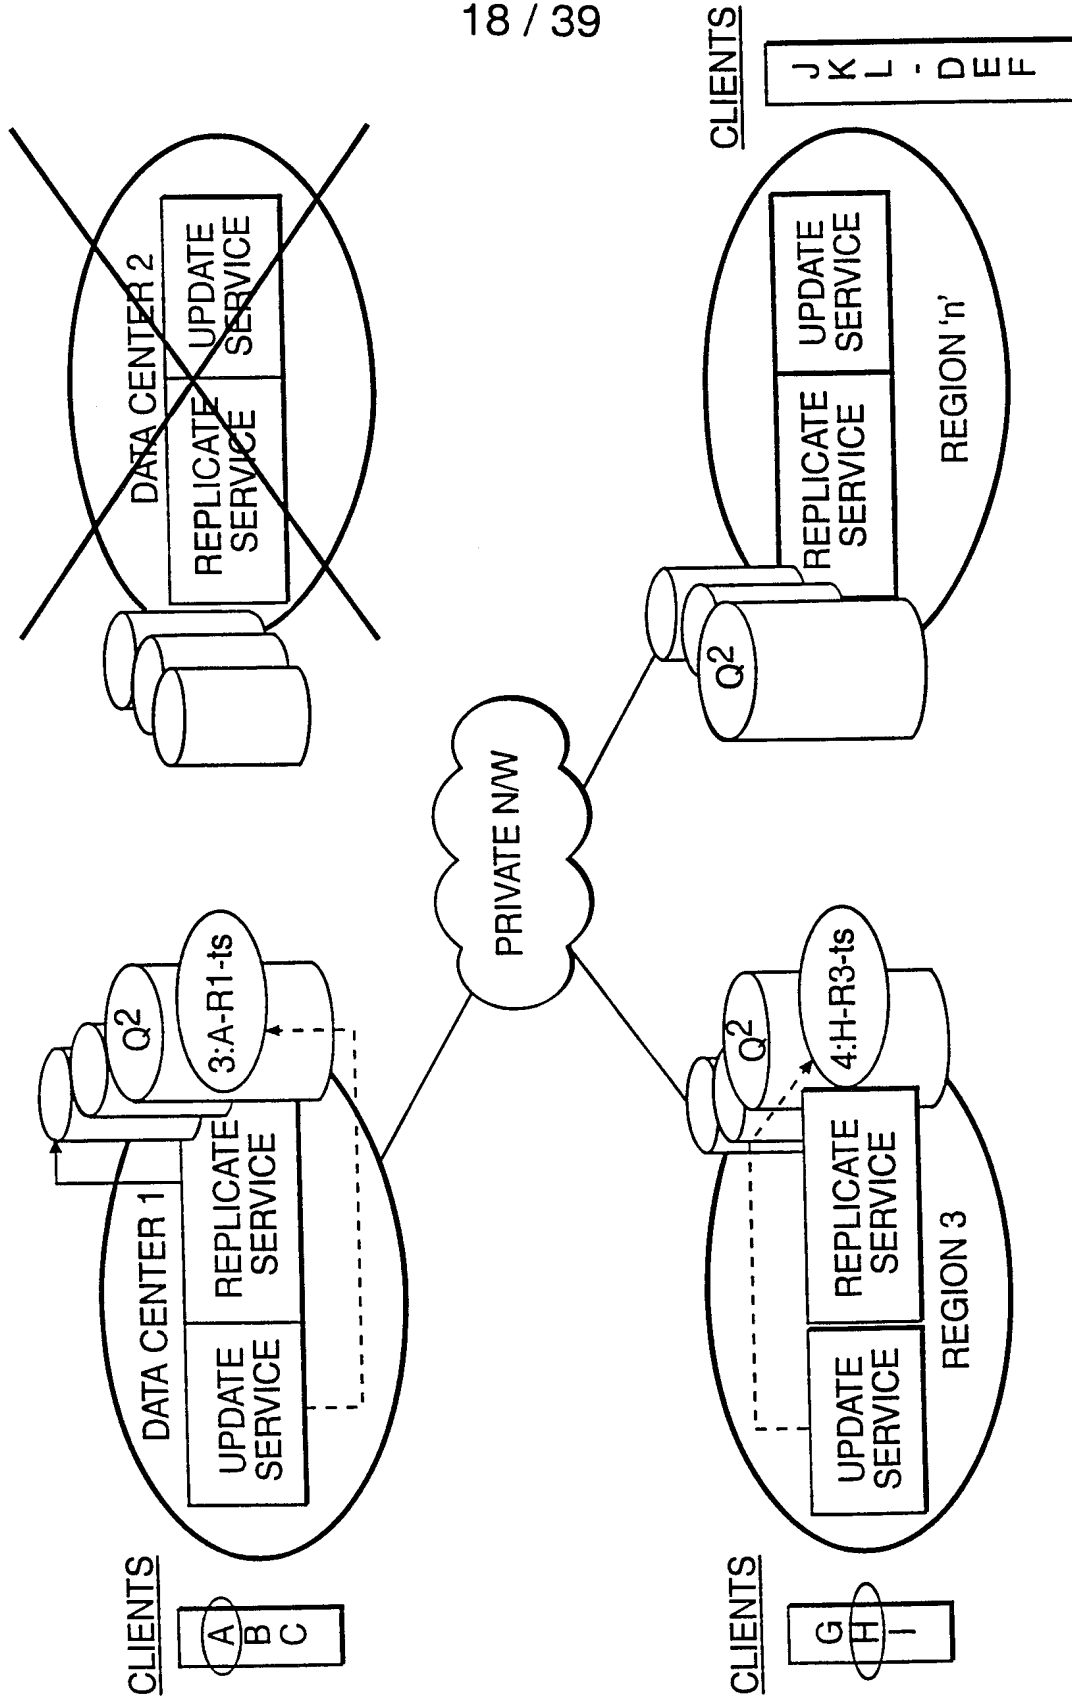 18 / 39
CLIENTS
A
B
C
DATA CENTER 1
UPDATE
SERVICE
REPLICATE
SERVICE
Q2
3:A-R1-ts
DATA CENTER 2
REPLICATE
SERVICE
UPDATE
SERVICE
PRIVATE N/W
CLIENTS
G
H
I
UPDATE
SERVICE
REPLICATE
SERVICE
REGION 3
Q2
4:H-R3-ts
Q2
REPLICATE
SERVICE
UPDATE
SERVICE
REGION 'n'
CLIENTS
J
K
L
-
D
E
F